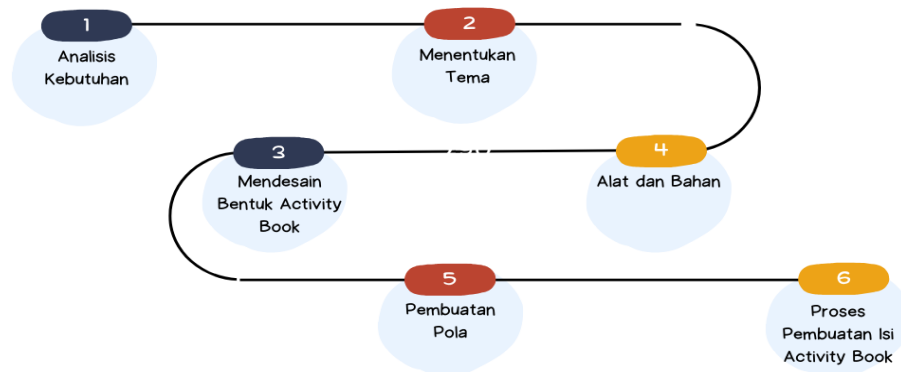 1
Analisis
Kebutuhan
2
Menentukan
Tema
3
Mendesain
Bentuk Activity
Book
4
Alat dan Bahan
5
Pembuatan
Pola
6
Proses
Pembuatan Isi
Activity Book